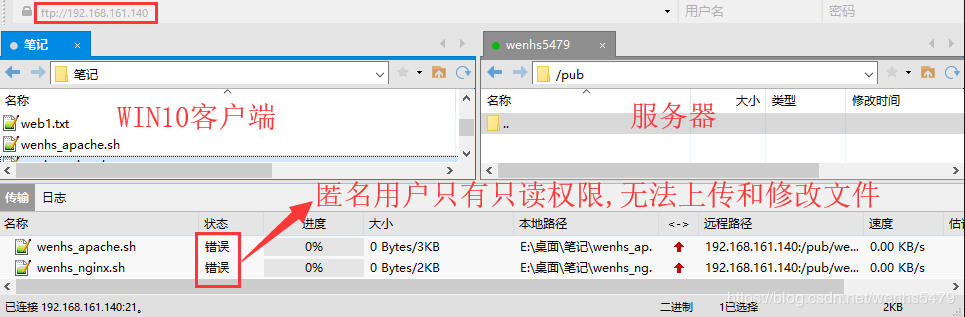 ftp://192.168.161.140 用户名 密码
笔记 × wenhs5479 ×
笔记 /pub
名称 名称 大小 类型 修改时间
WIN10客户端 服务器
web1.txt ..
wenhs_apache.sh
传输 日志
匿名用户只有只读权限,无法上传和修改文件
名称 状态 进度 大小 本地路径 <-> 远程路径 速度
wenhs_apache.sh 错误 0% 0 Bytes/3KB E:\桌面\笔记\wenhs_ap... 192.168.161.140:/pub/we... 0.00 KB/s
wenhs_nginx.sh 错误 0% 0 Bytes/2KB E:\桌面\笔记\wenhs_ng... 192.168.161.140:/pub/we... 0.00 KB/s
已连接 192.168.161.140:21。 二进制 1已选择 2KB
https://blog.csdn.net/wenhs5479